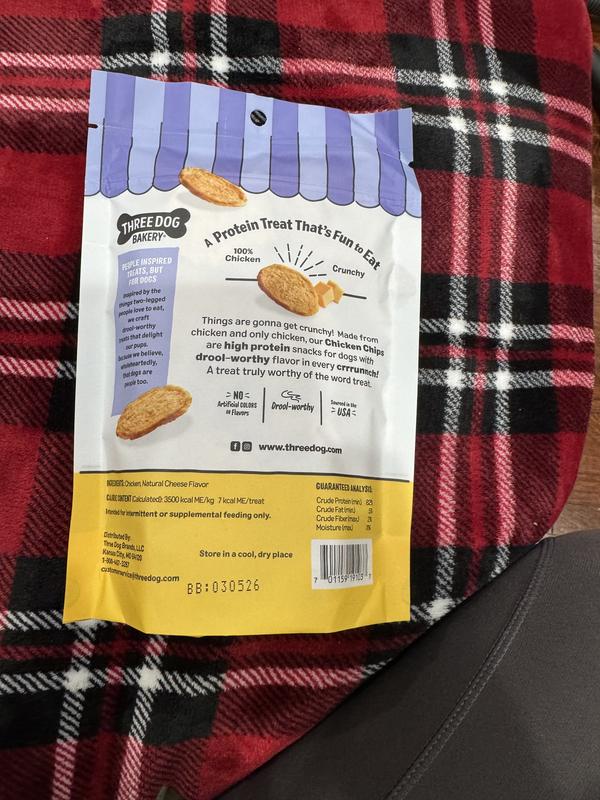 THREE DOG
BAKERY
A Protein Treat That's Fun to Eat
100%
Chicken
Crunchy
PEOPLE INSPIRED
TREATS, BUT
FOR DOGS
Inspired by the
things two-legged
people love to eat,
we craft
drool-worthy
treats that delight
our pups.
Because we believe,
wholeheartedly,
that dogs are
people too.
Things are gonna get crunchy! Made from
chicken and only chicken, our Chicken Chips
are high protein snacks for dogs with
drool-worthy flavor in every crrrunnch!
A treat truly worthy of the word treat.
NO
Artificial COLORS
or Flavors
Drool-worthy
Sourced in the
USA
www.threedog.com
INGREDIENTS: Chicken, Natural Cheese Flavor
CALORIE CONTENT (Calculated): 3500 kcal ME/kg 7 kcal ME/treat
Intended for intermittent or supplemental feeding only.
GUARANTEED ANALYSIS:
Crude Protein (min)
Crude Fat (min)
Crude Fiber (max)
Moisture (max)
Distributed By:
Three Dog Brands, LLC
Kansas City, MO 64120
customerservice@threedog.com
Store in a cool, dry place
BB:030526